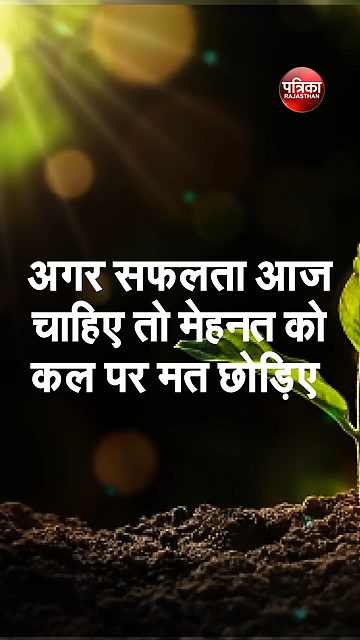 पत्रिका
RAJASTHAN
अगर सफलता आज
चाहिए तो मेहनत को
कल पर मत छोड़िए